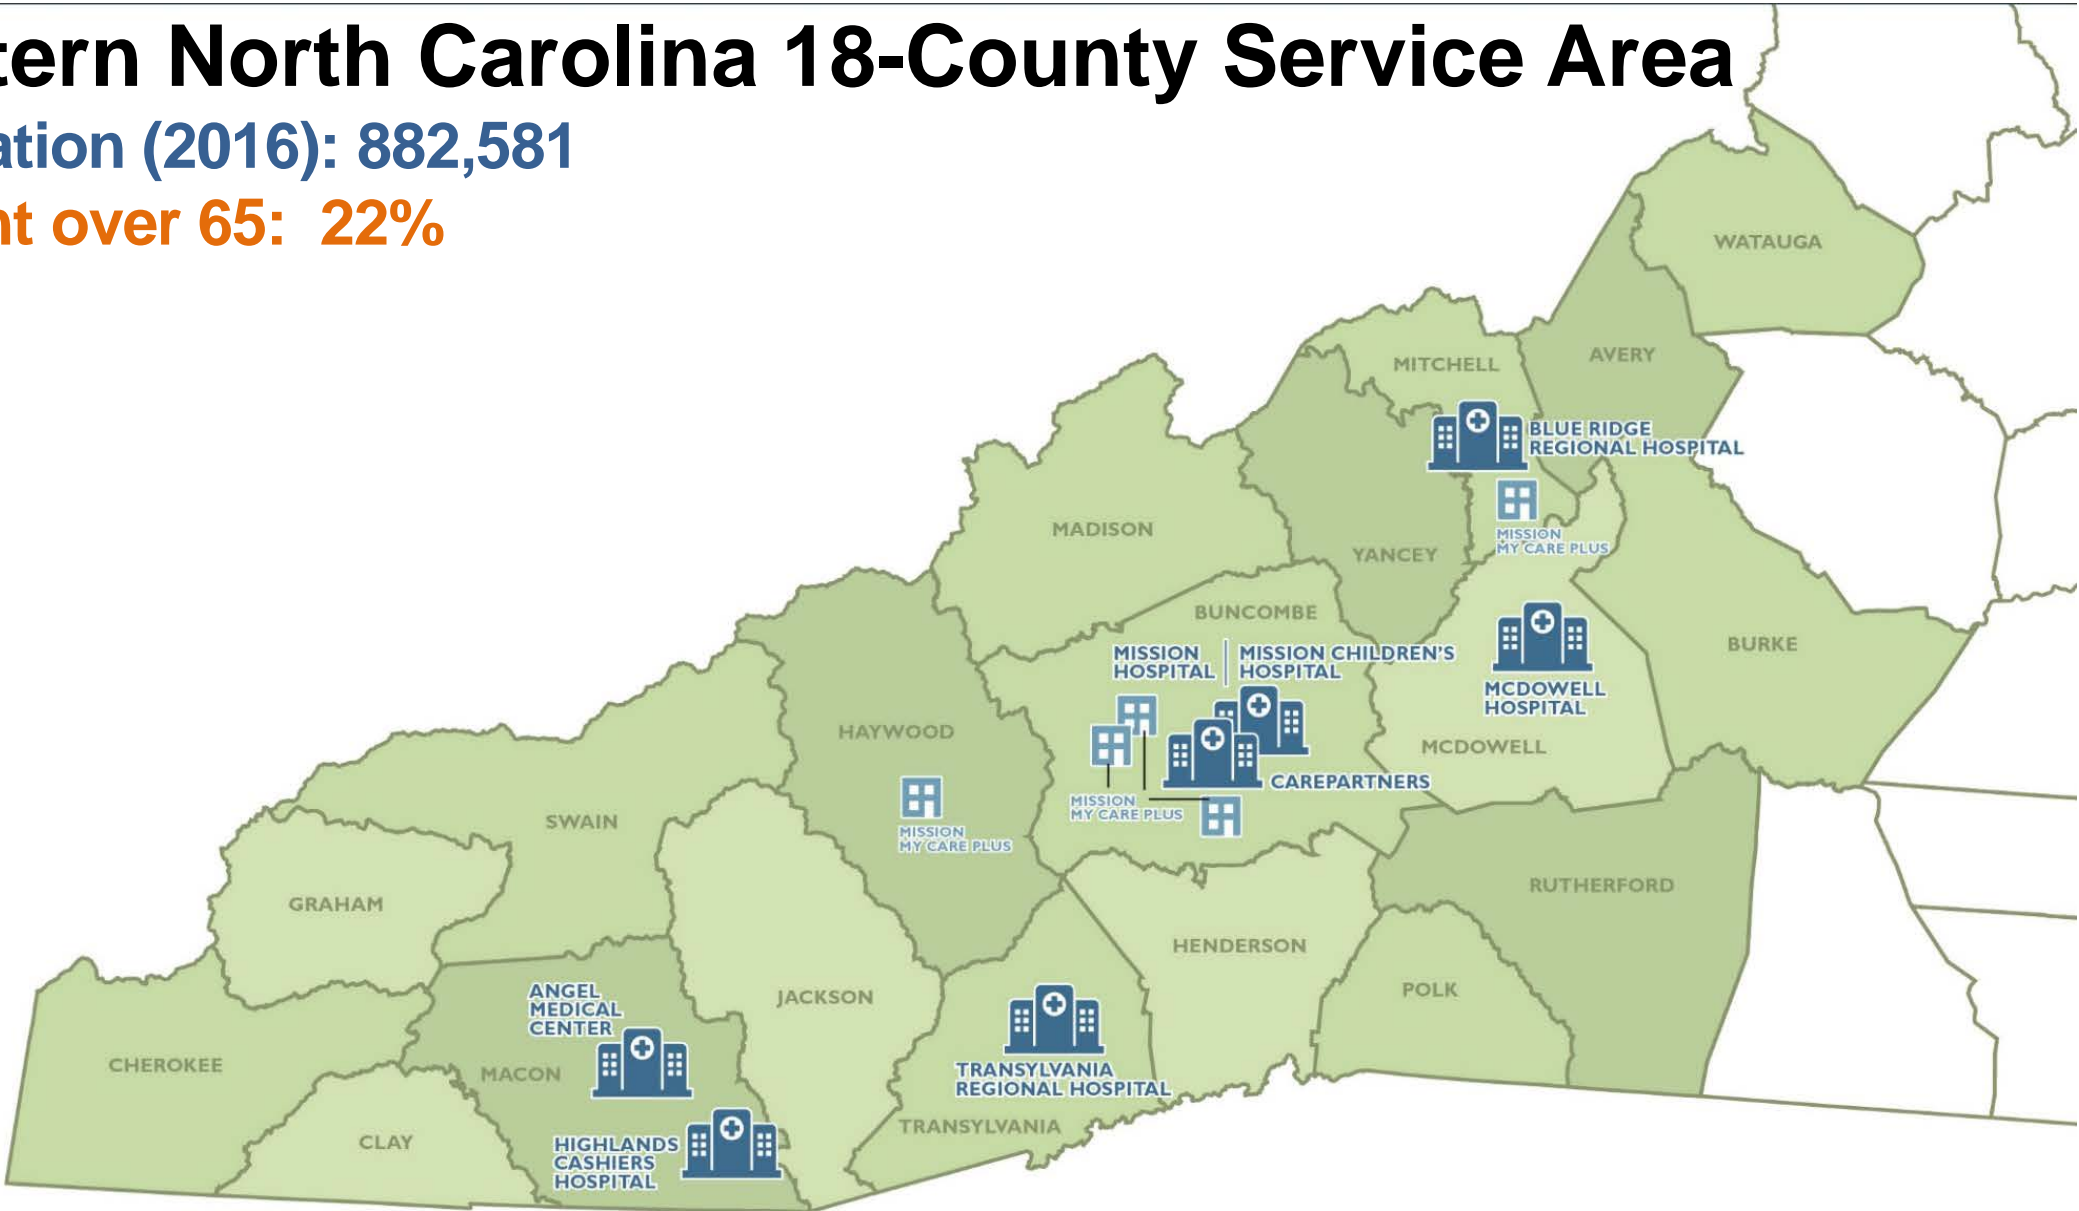 tern North Carolina 18-County Service Area
ation (2016): 882,581
nt over 65: 22%
WATAUGA
AVERY
MITCHELL
BLUE RIDGE
REGIONAL HOSPITAL
MISSION
MY CARE PLUS
MADISON
YANCEY
BUNCOMBE
MISSION
HOSPITAL
MISSION CHILDREN'S
HOSPITAL
BURKE
MCDOWELL
HOSPITAL
MCDOWELL
HAYWOOD
CAREPARTNERS
MISSION
MY CARE PLUS
MISSION
MY CARE PLUS
SWAIN
RUTHERFORD
GRAHAM
HENDERSON
POLK
JACKSON
ANGEL
MEDICAL
CENTER
CHEROKEE
MACON
TRANSYLVANIA
REGIONAL HOSPITAL
TRANSYLVANIA
CLAY
HIGHLANDS
CASHIERS
HOSPITAL